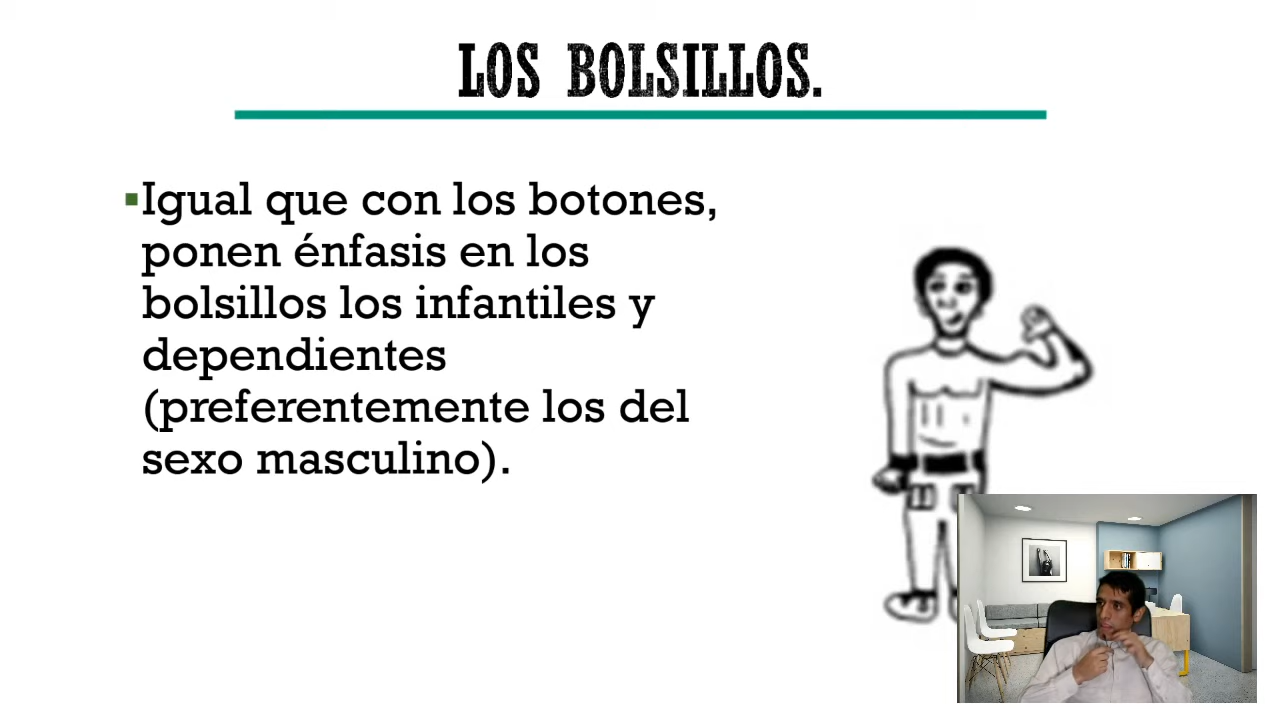 LOS BOLSILLOS.
Igual que con los botones,
ponen énfasis en los
bolsillos los infantiles y
dependientes
(preferentemente los del
sexo masculino).